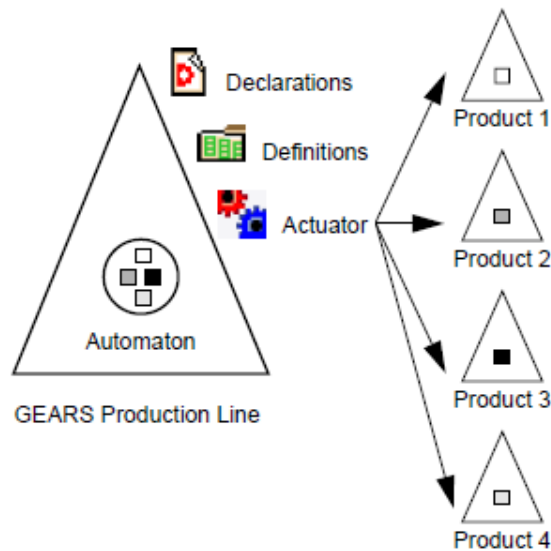 Declarations
Definitions
Actuator
Automaton
GEARS Production Line
Product 1
Product 2
Product 3
Product 4